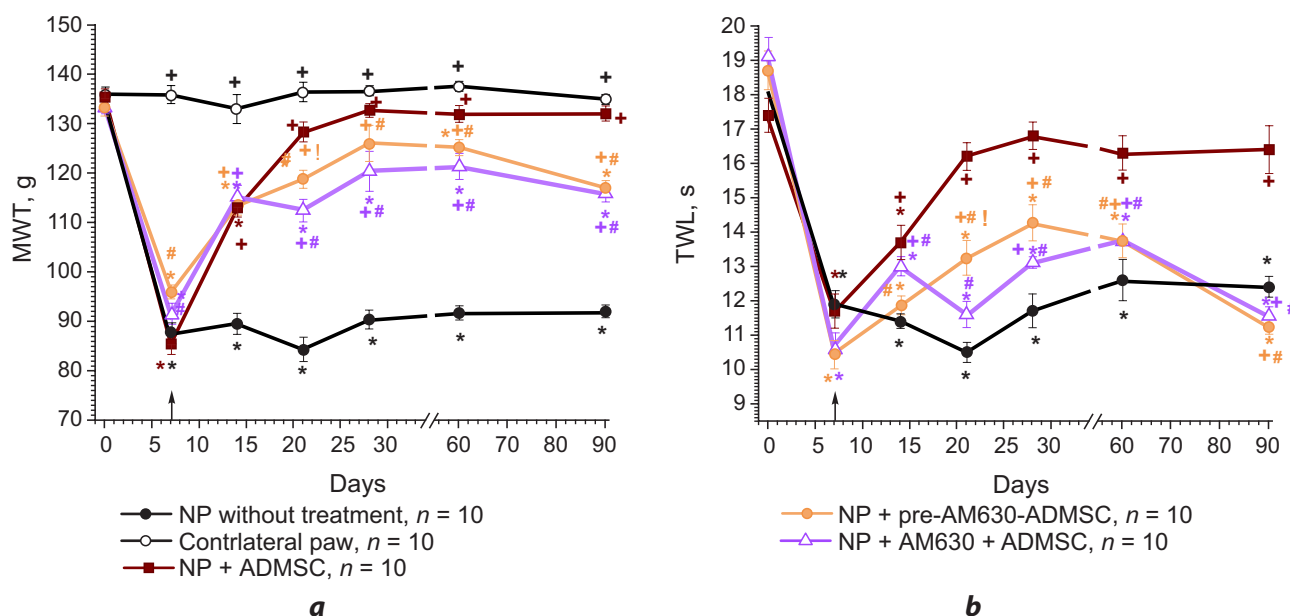 150
140
130
120
110
100
90
80
70
MWT, g
0 5 10 15 20 25 30 60 70 80 90
Days
20
19
18
17
16
15
14
13
12
11
10
9
TWL, s
0 5 10 15 20 25 30 60 70 80 90
Days
NP without treatment, n = 10
Contrlateral paw, n = 10
NP + ADMSC, n = 10
NP + pre-AM630-ADMSC, n = 10
NP + AM630 + ADMSC, n = 10
a
b